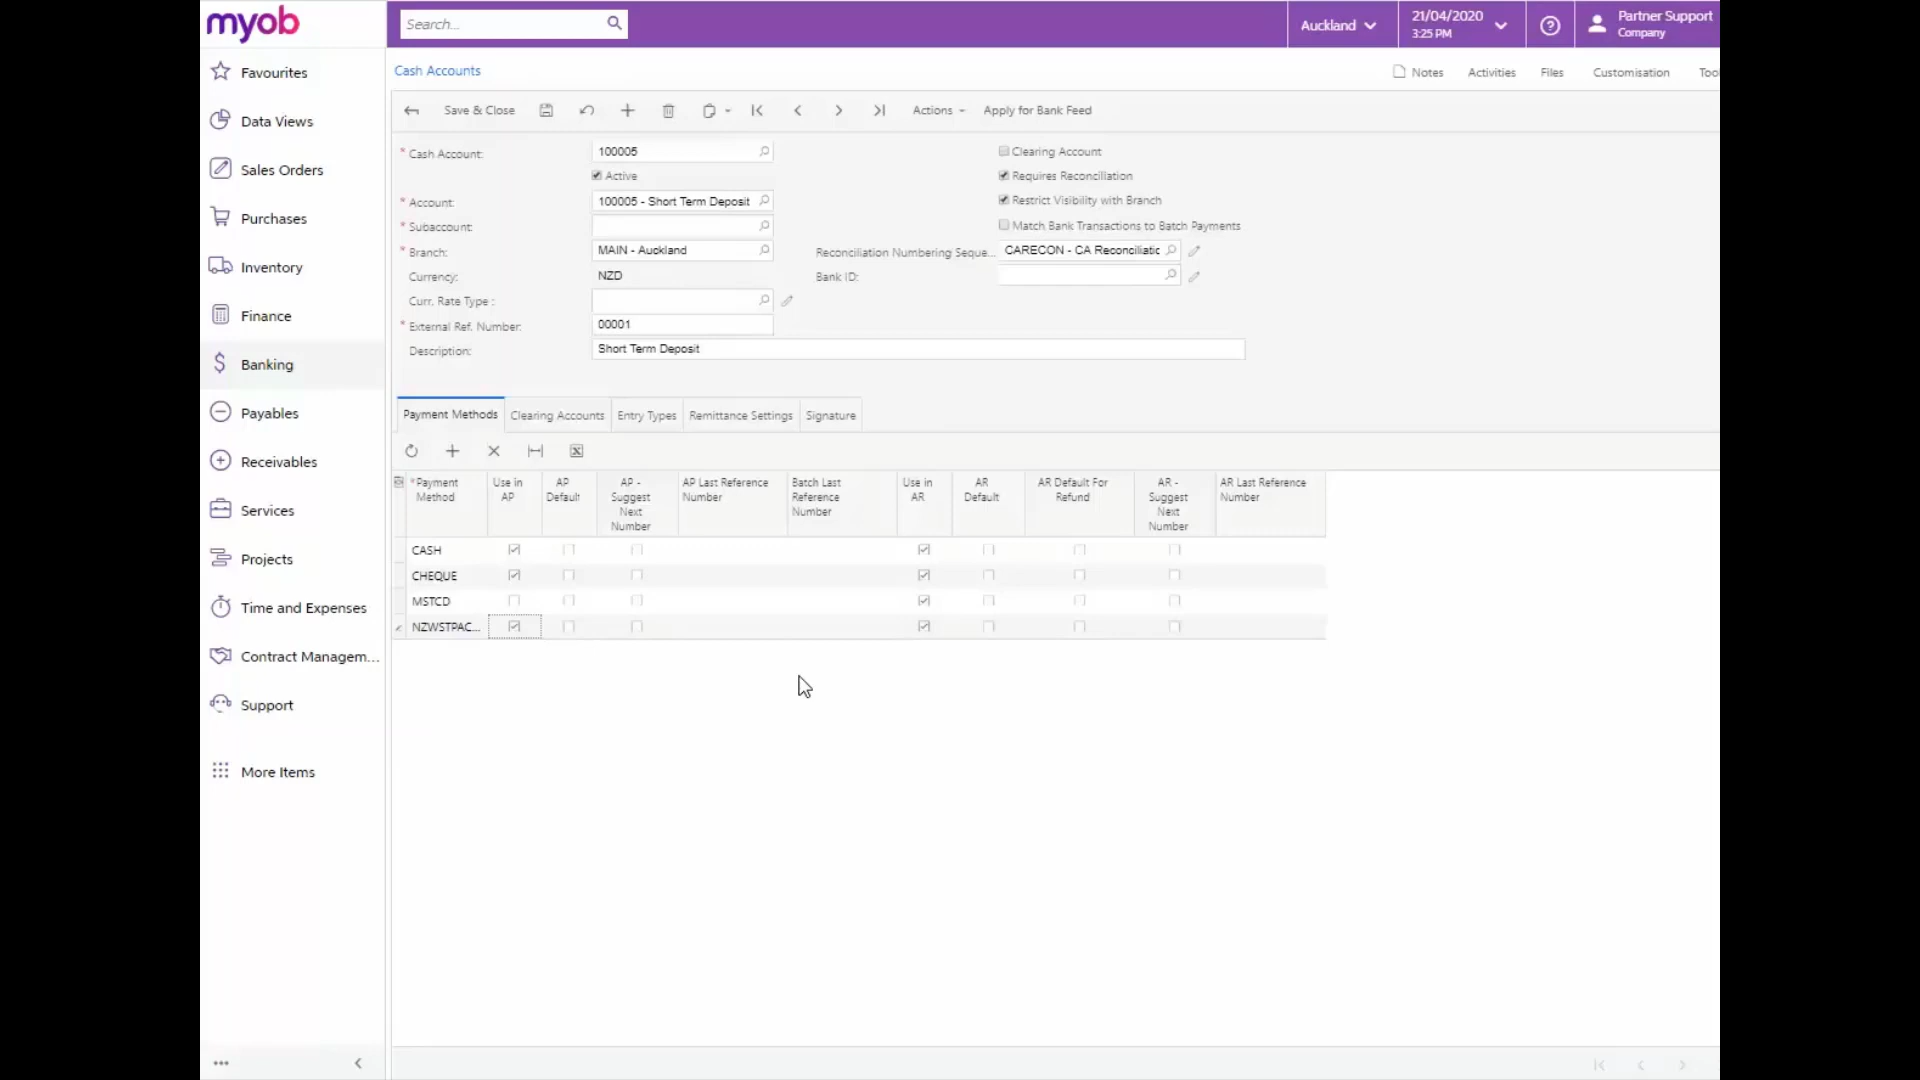 myob
Search...
Auckland
21/04/2020
3:25 PM
Partner Support
Company
Favourites
Data Views
Sales Orders
Purchases
Inventory
Finance
Banking
Payables
Receivables
Services
Projects
Time and Expenses
Contract Managem...
Support
More Items
Cash Accounts
Notes
Activities
Files
Customisation
Too
Save & Close
Actions
Apply for Bank Feed
* Cash Account:
100005
Active
* Account:
100005 - Short Term Deposit
* Subaccount:
* Branch:
MAIN - Auckland
Currency:
NZD
Curr. Rate Type :
* External Ref. Number:
00001
Description:
Short Term Deposit
Clearing Account
Requires Reconciliation
Restrict Visibility with Branch
Match Bank Transactions to Batch Payments
Reconciliation Numbering Seque...
CARECON - CA Reconciliatic
Bank ID:
Payment Methods
Clearing Accounts
Entry Types
Remittance Settings
Signature
*Payment
Method
Use in
AP
AP
Default
AP -
Suggest
Next
Number
AP Last Reference
Number
Batch Last
Reference
Number
Use in
AR
AR
Default
AR Default For
Refund
AR -
Suggest
Next
Number
AR Last Reference
Number
CASH
CHEQUE
MSTCD
NZWSTPAC...